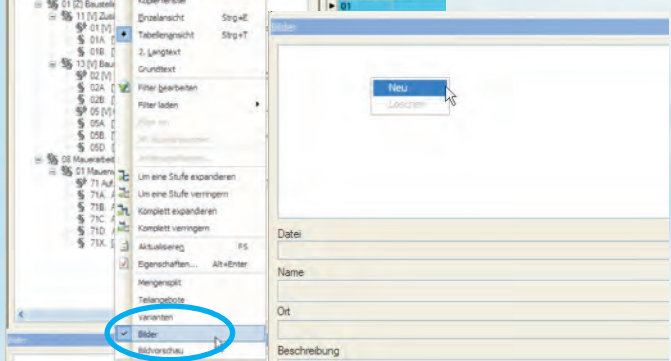 01 [Z] Baustelle
11 [V] Zus
01 [V]
01A. [
01B. [
13 [V] Bau
02 [V]
02A. [
02B. [
05 [V]
05A. [
05B. [
05D. [
08 Mauerarbeit
01 Mauerw
71 Auf
71A.
71B.
71C.
71D.
71X. [
Kopffenster
Einzelansicht Strg+E
Tabellenansicht Strg+T
2. Langtext
Grundtext
Filter bearbeiten
Filter laden
Um eine Stufe expandieren
Um eine Stufe verringern
Komplett expandieren
Komplett verringern
Aktualisieren F5
Eigenschaften... Alt+Enter
Mengensplit
Teilangebote
Varianten
Bilder
Bildvorschau
01
Bilder
Neu
Löschen
Datei
Name
Ort
Beschreibung
Bilder